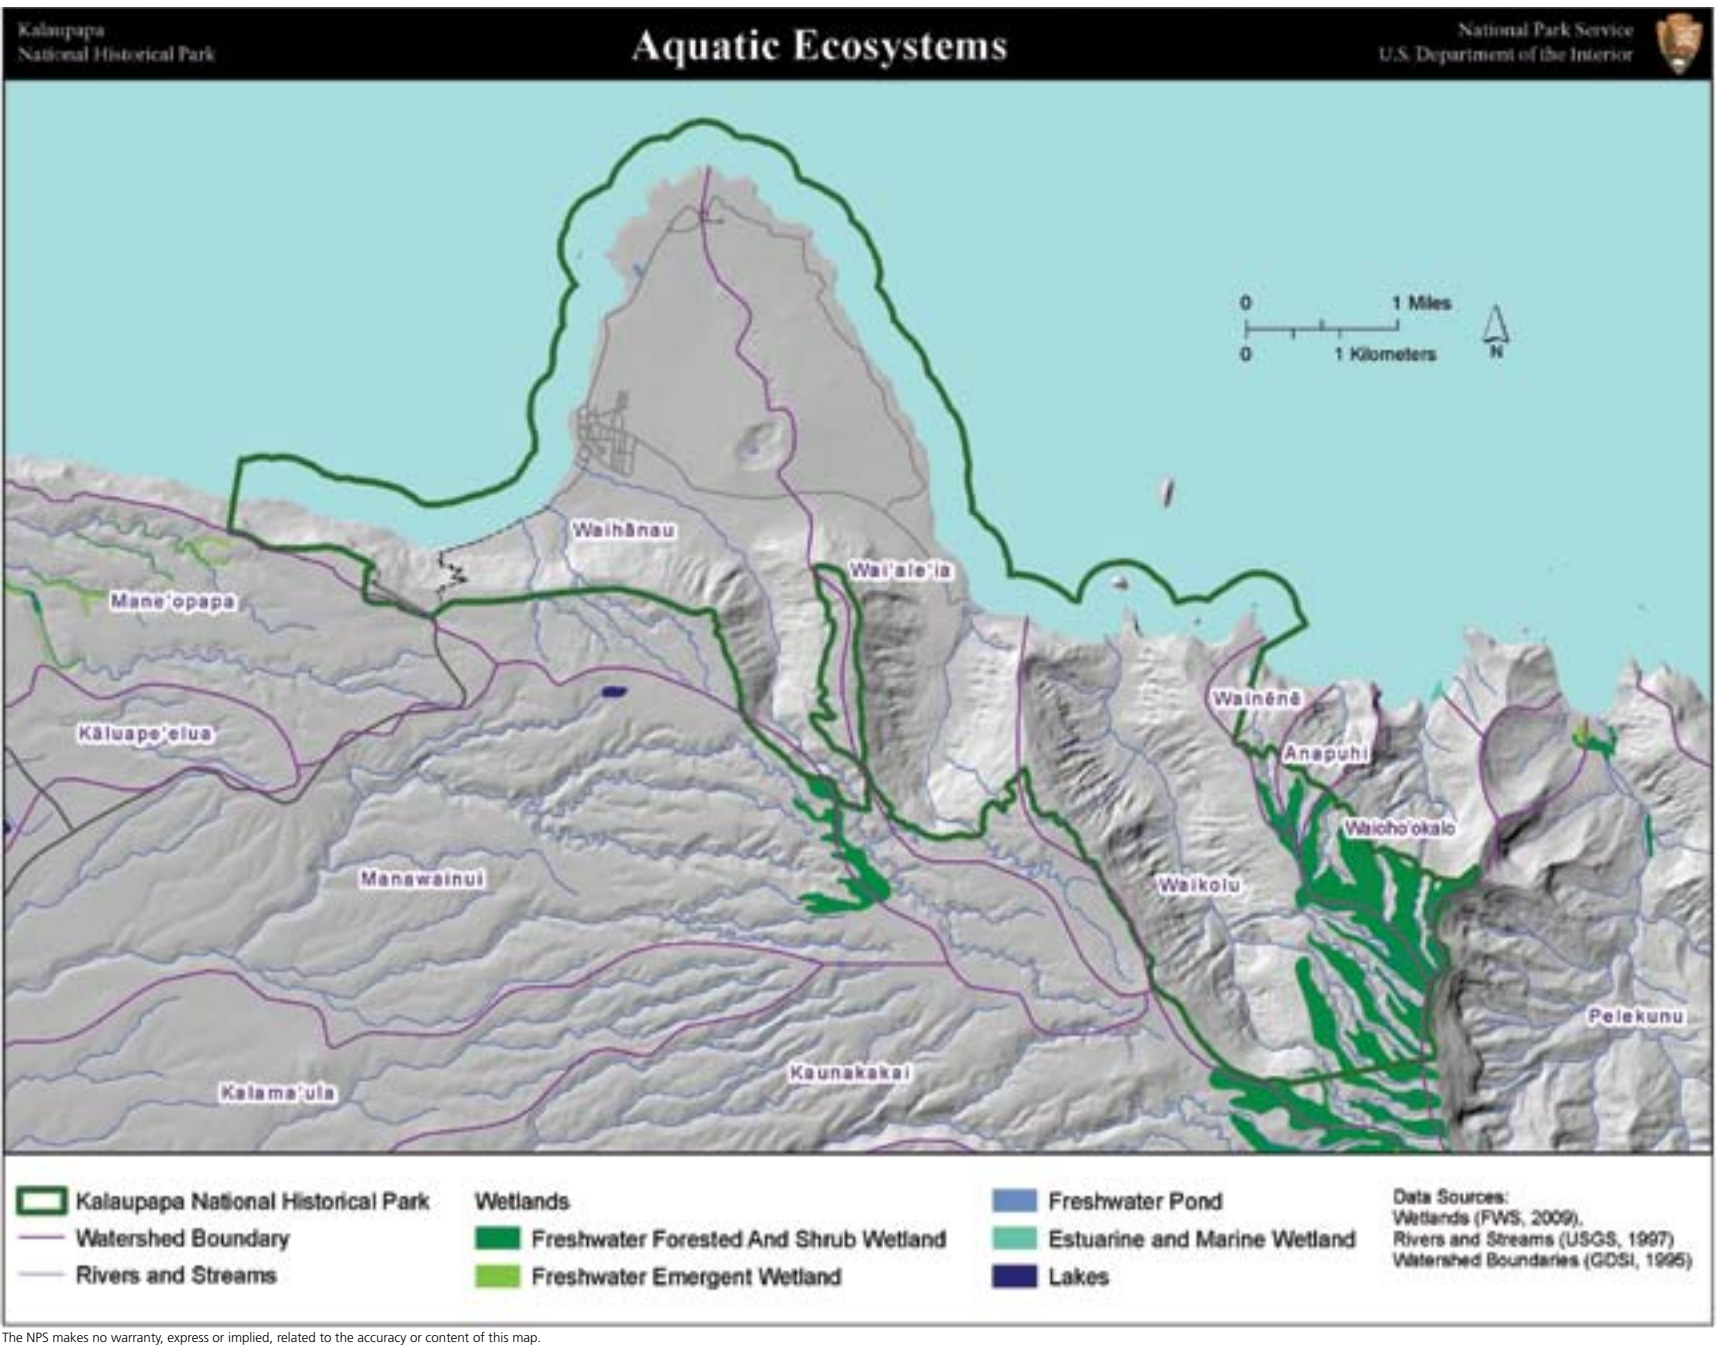 Kalaupapa
National Historical Park
Aquatic Ecosystems
National Park Service
U.S. Department of the Interior
0 1 Miles
0 1 Kilometers
N
Waihānau
Wai'ale'ia
Mane'opapa
Wainēnē
Kāluape'elua
Anapuhi
Waioho'okalo
Manawainui
Waikolu
Pelekunu
Kaunakakai
Kalama'ula
Kalaupapa National Historical Park
Watershed Boundary
Rivers and Streams
Wetlands
Freshwater Forested And Shrub Wetland
Freshwater Emergent Wetland
Freshwater Pond
Estuarine and Marine Wetland
Lakes
Data Sources:
Wetlands (FWS, 2009),
Rivers and Streams (USGS, 1997)
Watershed Boundaries (GDSI, 1995)
The NPS makes no warranty, express or implied, related to the accuracy or content of this map.